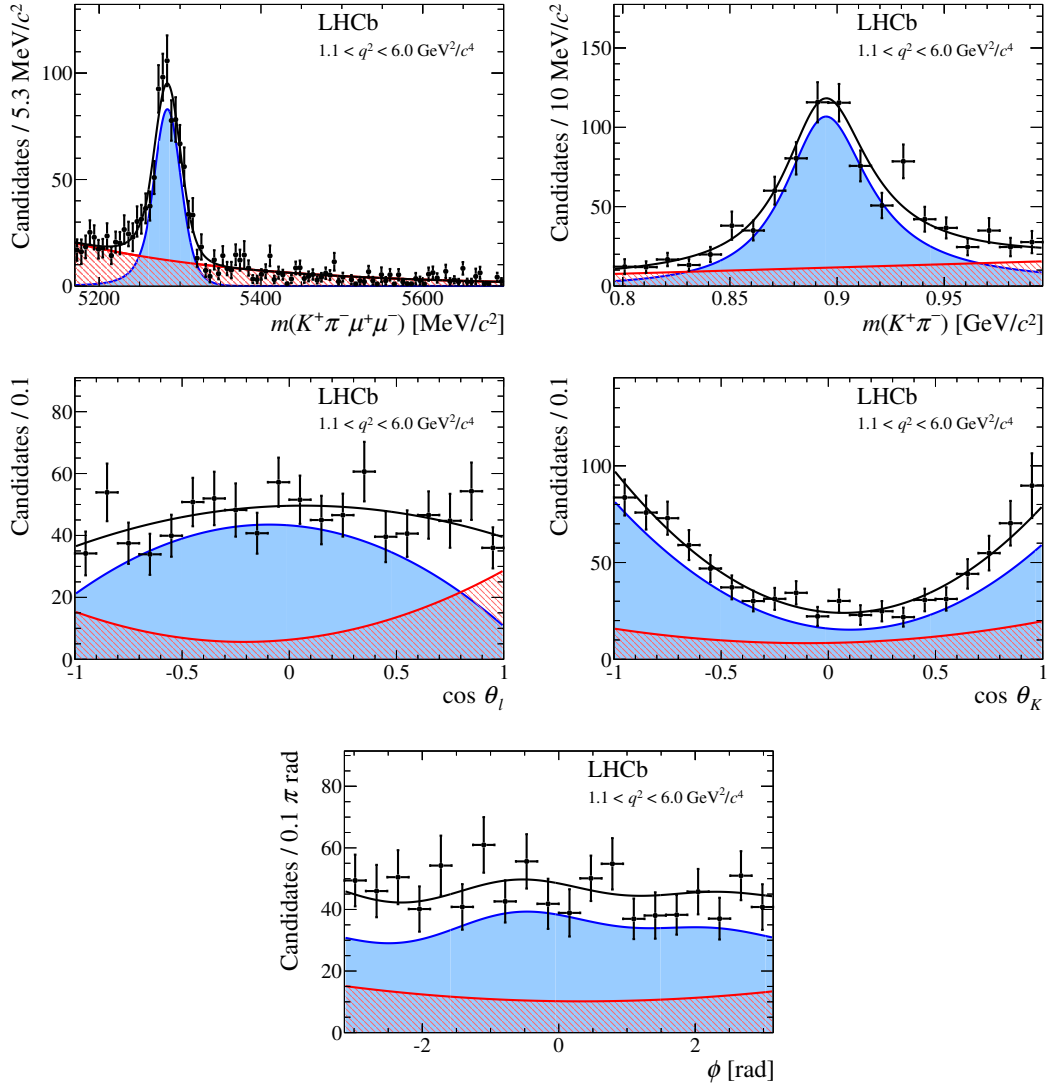 LHCb
1.1 < q² < 6.0 GeV²/c⁴
Candidates / 5.3 MeV/c²
100
50
0
5200
5400
5600
m(K⁺π⁻μ⁺μ⁻) [MeV/c²]
LHCb
1.1 < q² < 6.0 GeV²/c⁴
Candidates / 10 MeV/c²
150
100
50
0
0.8
0.85
0.9
0.95
m(K⁺π⁻) [GeV/c²]
LHCb
1.1 < q² < 6.0 GeV²/c⁴
Candidates / 0.1
80
60
40
20
0
-1
-0.5
0
0.5
1
cos θ_l
LHCb
1.1 < q² < 6.0 GeV²/c⁴
Candidates / 0.1
100
50
0
-1
-0.5
0
0.5
1
cos θ_K
LHCb
1.1 < q² < 6.0 GeV²/c⁴
Candidates / 0.1 π rad
80
60
40
20
0
-2
0
2
ϕ [rad]